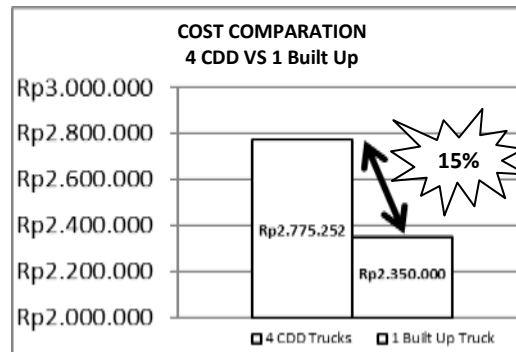 COST COMPARATION
4 CDD VS 1 Built Up
Rp3.000.000
Rp2.800.000
Rp2.600.000
Rp2.400.000
Rp2.200.000
Rp2.000.000
15%
Rp2.775.252
Rp2.350.000
4 CDD Trucks
1 Built Up Truck